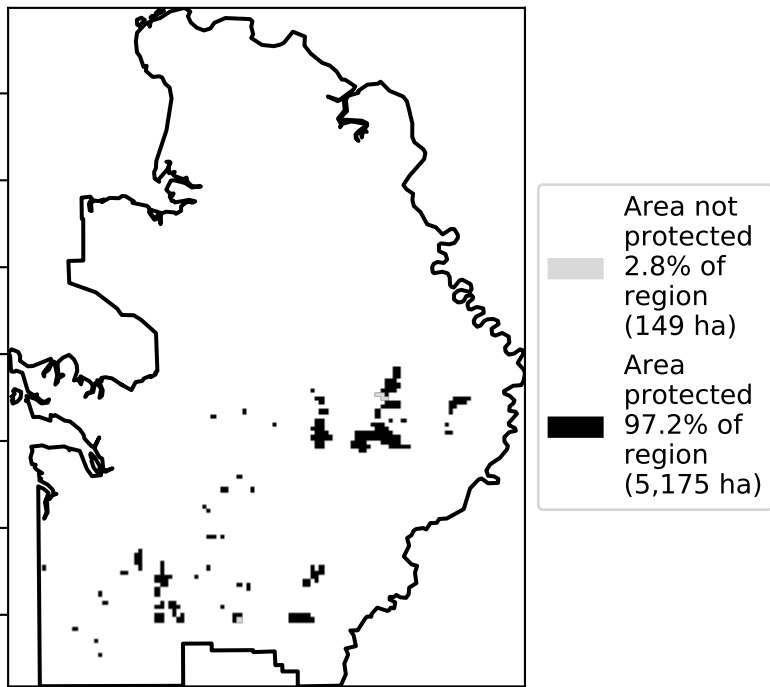 Area not
protected
2.8% of
region
(149 ha)
Area
protected
97.2% of
region
(5,175 ha)